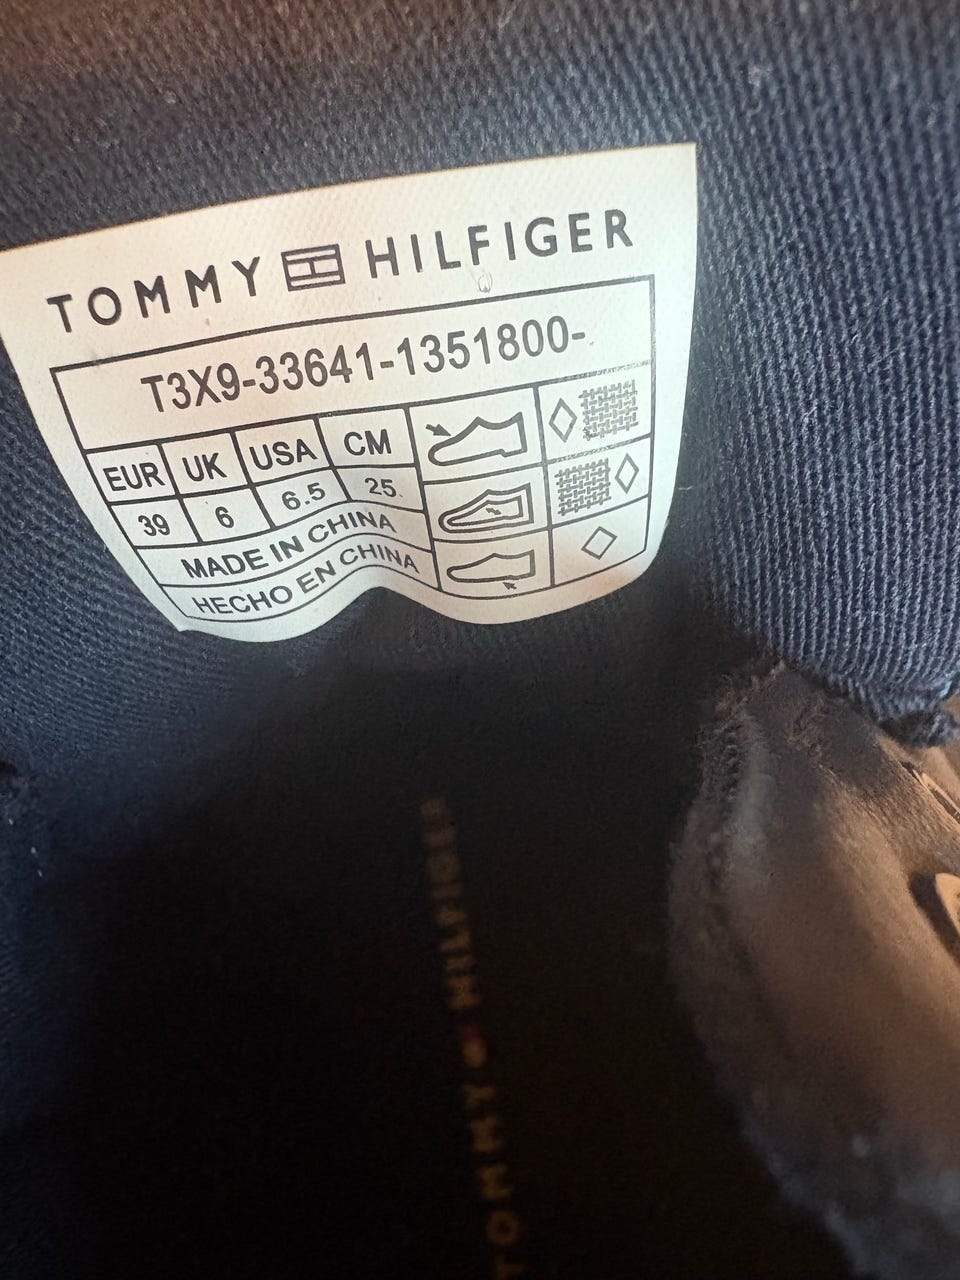 TOMMY HILFIGER
T3X9-33641-1351800-
EUR UK USA CM
39 6 6.5 25.
MADE IN CHINA
HECHO EN CHINA
TOMMY HILFIGER